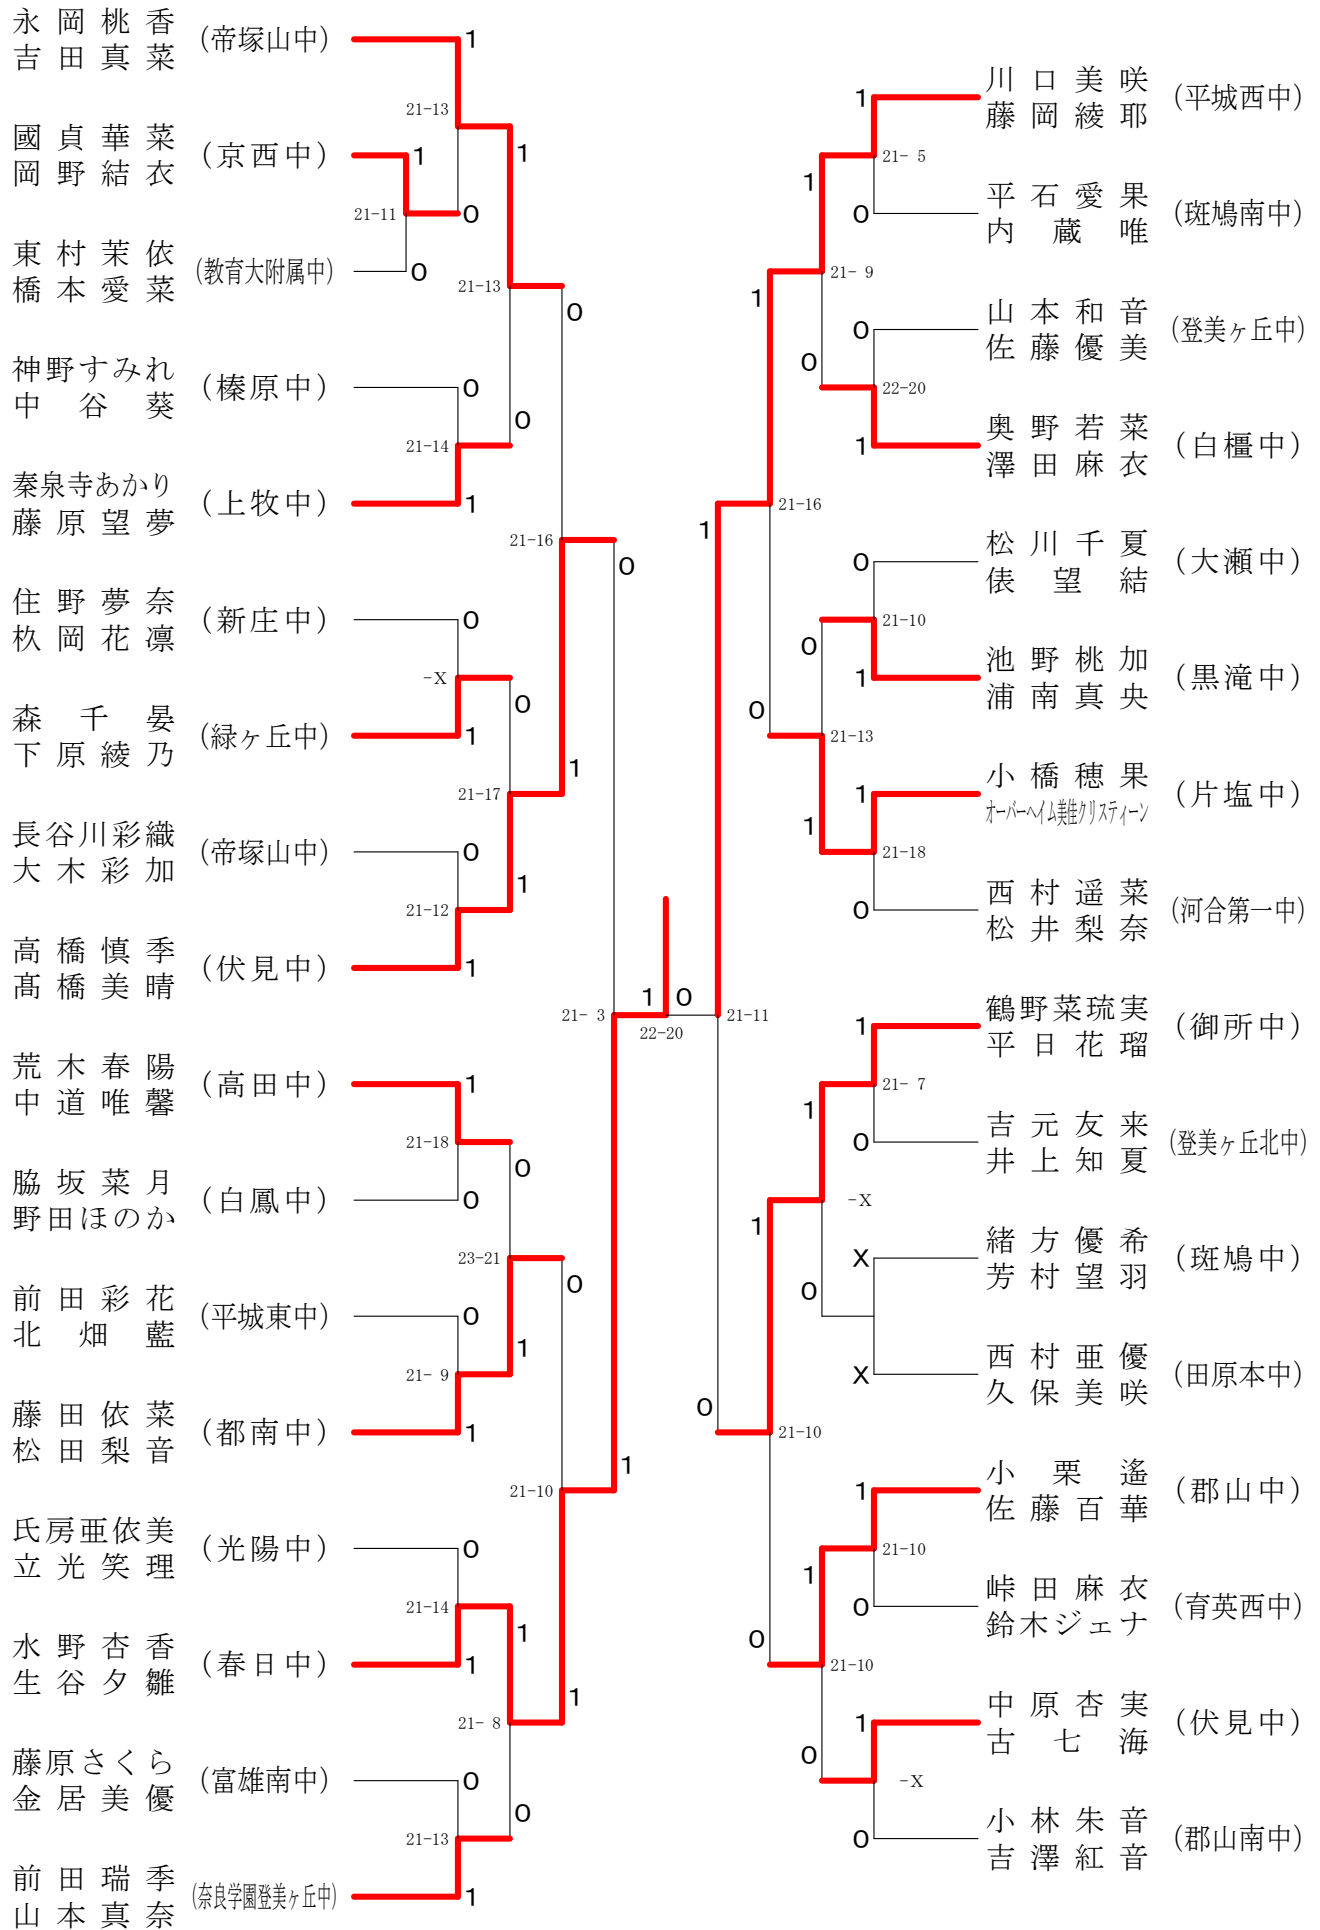 永岡桃香
吉田真菜
(帝塚山中)
1
21-13
國貞華菜
岡野結衣
(京西中)
1
1
21-11
0
東村茉依
橋本愛菜
(教育大附属中)
0
21-13
0
神野すみれ
中谷葵
(榛原中)
0
0
21-14
秦泉寺あかり
藤原望夢
(上牧中)
1
21-16
0
住野夢奈
杦岡花凛
(新庄中)
0
-X
0
森千晏
下原綾乃
(緑ヶ丘中)
1
1
21-17
長谷川彩織
大木彩加
(帝塚山中)
0
1
21-12
高橋慎季
髙橋美晴
(伏見中)
1
21- 3
1
0
22-20
21-11
荒木春陽
中道唯馨
(高田中)
1
21-18
0
脇坂菜月
野田ほのか
(白鳳中)
0
23-21
0
前田彩花
北畑藍
(平城東中)
0
1
21- 9
藤田依菜
松田梨音
(都南中)
1
1
21-10
氏房亜依美
立光笑理
(光陽中)
0
21-14
1
水野杏香
生谷夕雛
(春日中)
1
1
21- 8
藤原さくら
金居美優
(富雄南中)
0
0
21-13
前田瑞季
山本真奈
(奈良学園登美ヶ丘中)
1
川口美咲
藤岡綾耶
(平城西中)
1
21- 5
1
平石愛果
内蔵唯
(斑鳩南中)
0
21- 9
1
山本和音
佐藤優美
(登美ヶ丘中)
0
0
22-20
奥野若菜
澤田麻衣
(白橿中)
1
21-16
1
松川千夏
俵望結
(大瀬中)
0
21-10
0
池野桃加
浦南真央
(黒滝中)
1
0
21-13
小橋穂果
オーバーヘイム美佳クリスティーン
(片塩中)
1
1
21-18
西村遥菜
松井梨奈
(河合第一中)
0
鶴野菜琉実
平日花瑠
(御所中)
1
21- 7
1
吉元友来
井上知夏
(登美ヶ丘北中)
0
-X
1
緒方優希
芳村望羽
(斑鳩中)
X
0
西村亜優
久保美咲
(田原本中)
X
0
21-10
小栗遙
佐藤百華
(郡山中)
1
21-10
1
峠田麻衣
鈴木ジェナ
(育英西中)
0
0
21-10
中原杏実
古七海
(伏見中)
1
0
-X
小林朱音
吉澤紅音
(郡山南中)
0